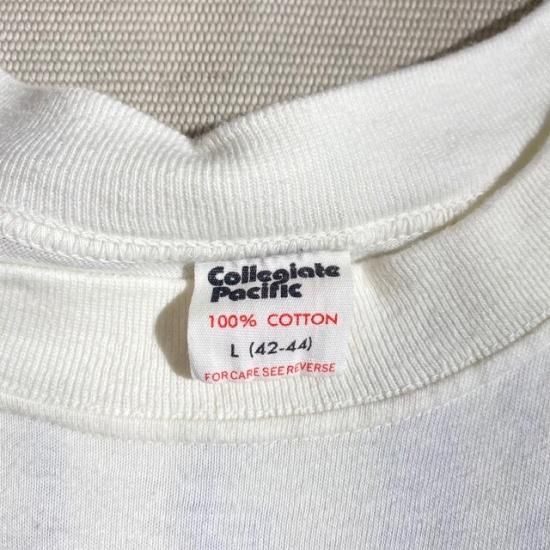 Collegiate
Pacific
100% COTTON
L (42-44)
FOR CARE SEE REVERSE